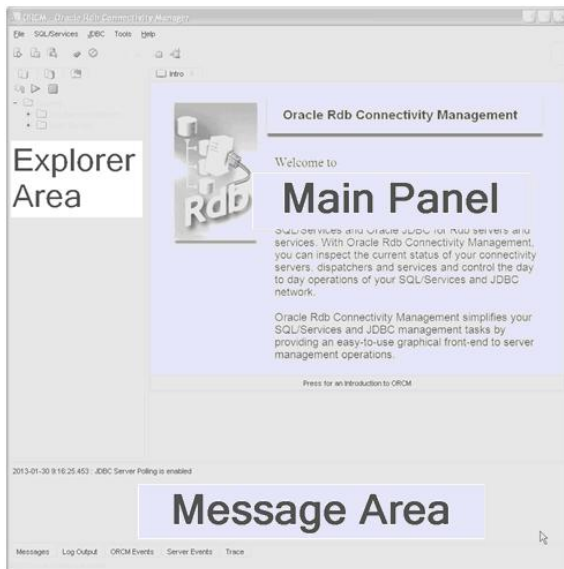 ORCM - Oracle Rdb Connectivity Manager
File SQL/Services JDBC Tools Help
Intro
Explorer
Area
Rdb
Oracle Rdb Connectivity Management
Welcome to
Main Panel
SQL/Services and Oracle JDBC for Rdb servers and
services. With Oracle Rdb Connectivity Management,
you can inspect the current status of your connectivity
servers, dispatchers and services and control the day
to day operations of your SQL/Services and JDBC
network.
Oracle Rdb Connectivity Management simplifies your
SQL/Services and JDBC management tasks by
providing an easy-to-use graphical front-end to server
management operations.
Press for an Introduction to ORCM
2013-01-30 9:16:25.453 : JDBC Server Polling is enabled
Message Area
Messages Log Output ORCM Events Server Events Trace